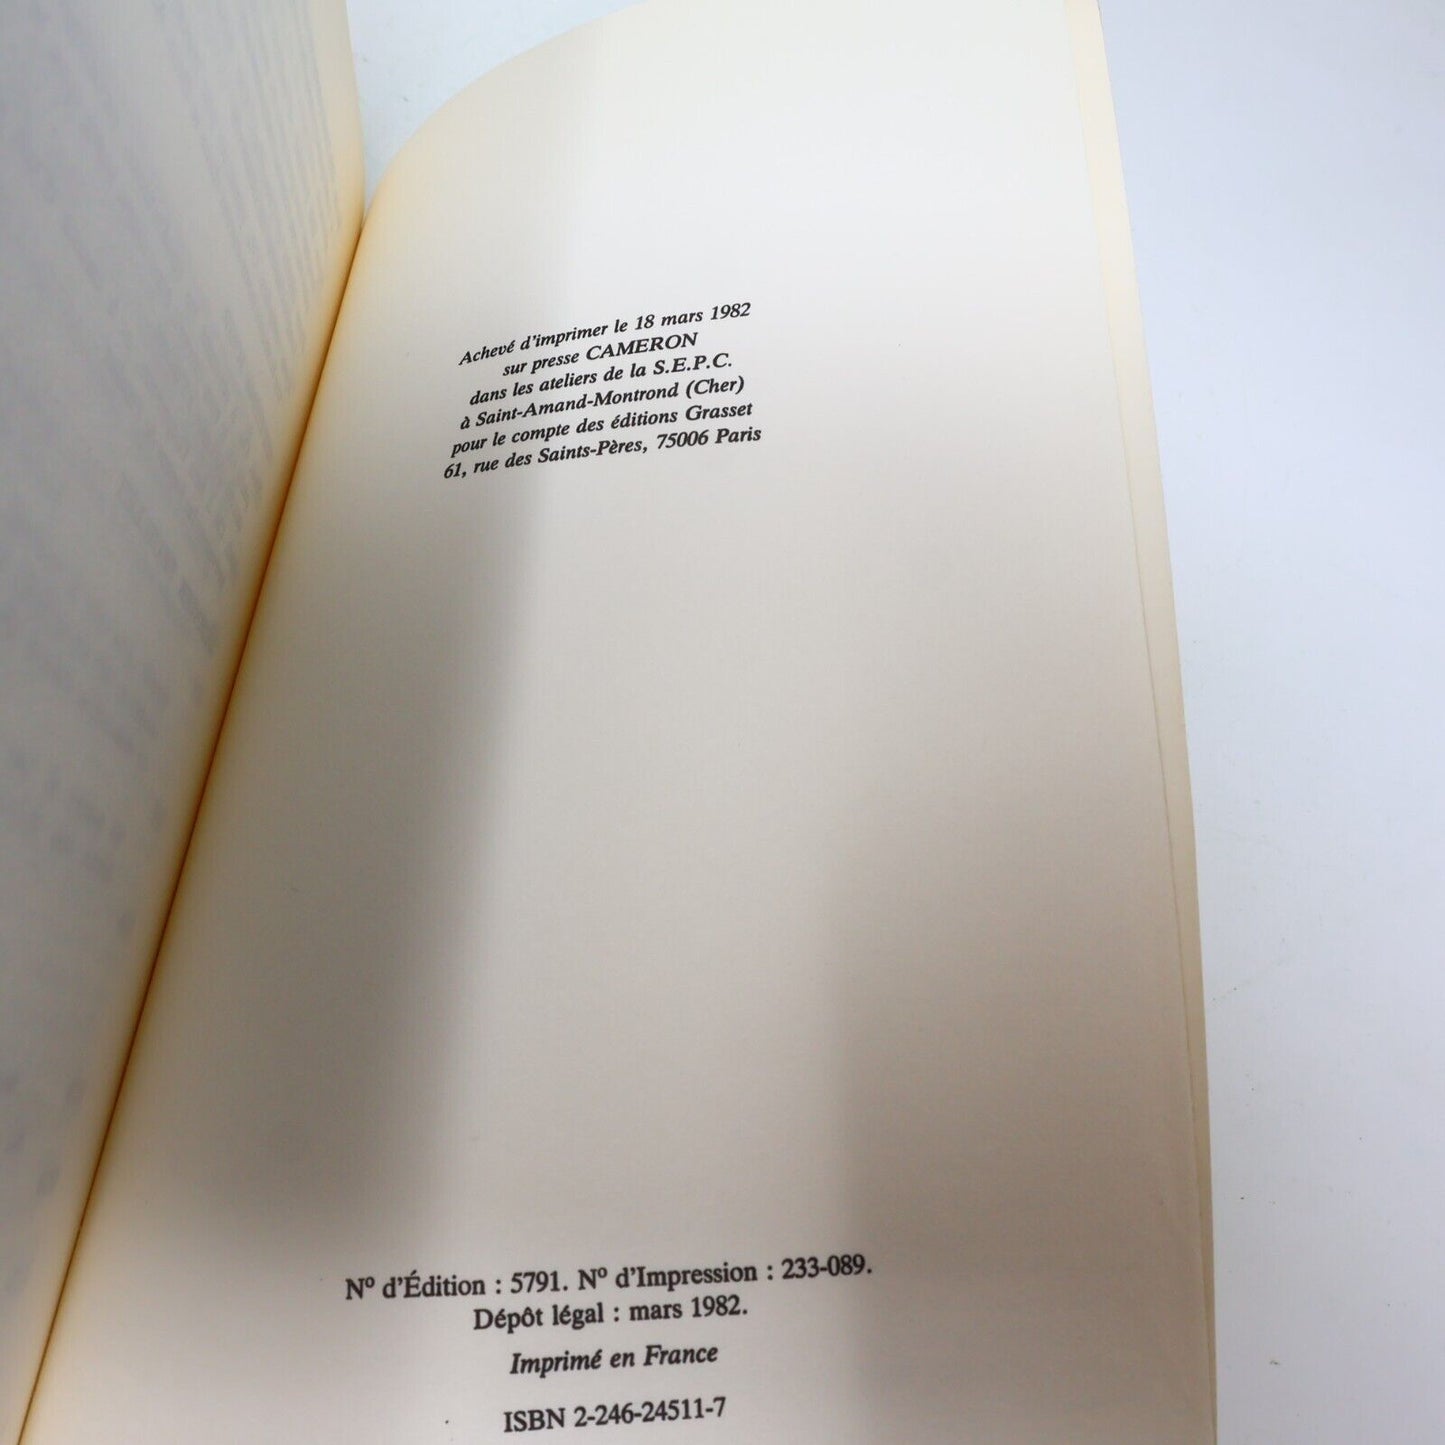 Achevé d'imprimer le 18 mars 1982
sur presse CAMERON
dans les ateliers de la S.E.P.C.
à Saint-Amand-Montrond (Cher)
pour le compte des éditions Grasset
61, rue des Saints-Pères, 75006 Paris
Nº d'Édition : 5791. Nº d'Impression : 233-089.
Dépôt légal : mars 1982.
Imprimé en France
ISBN 2-246-24511-7